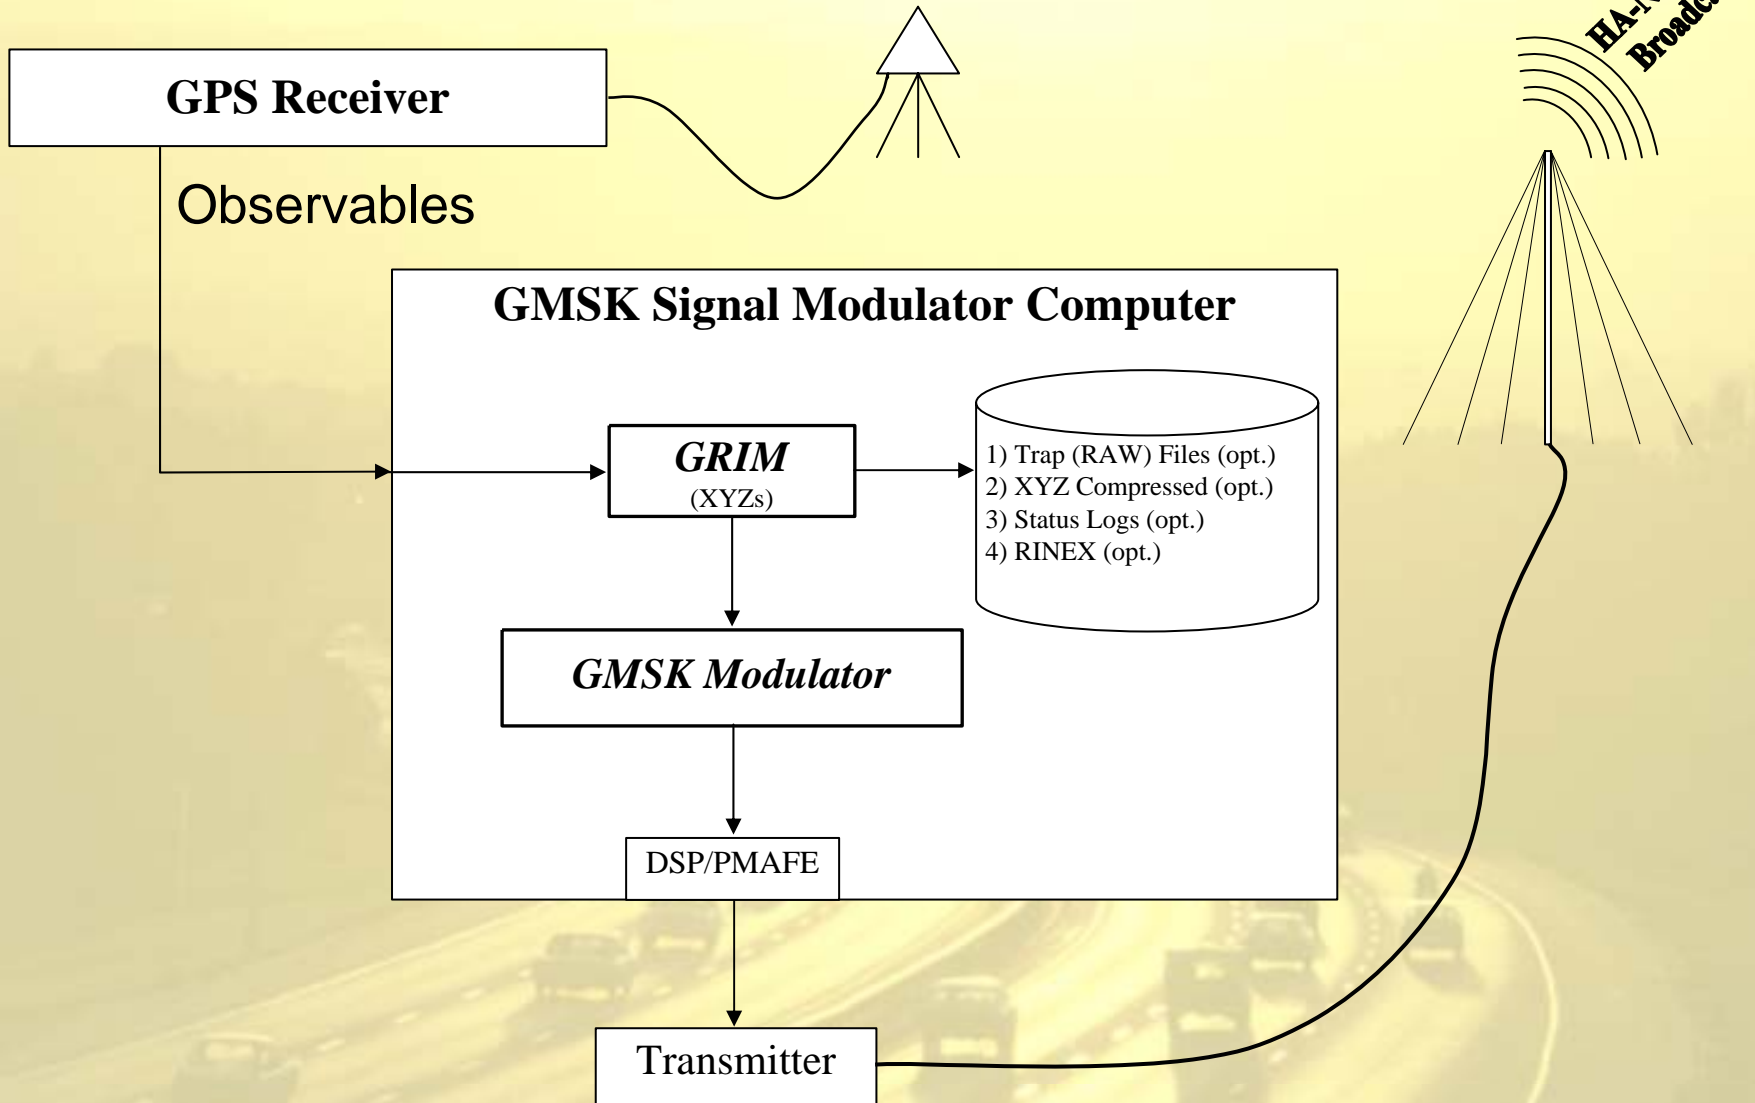 HA-
GPS Receiver
Observables
GMSK Signal Modulator Computer
GRIM
(XYZs)
1) Trap (RAW) Files (opt.)
2) XYZ Compressed (opt.)
3) Status Logs (opt.)
4) RINEX (opt.)
GMSK Modulator
DSP/PMAFE
Transmitter